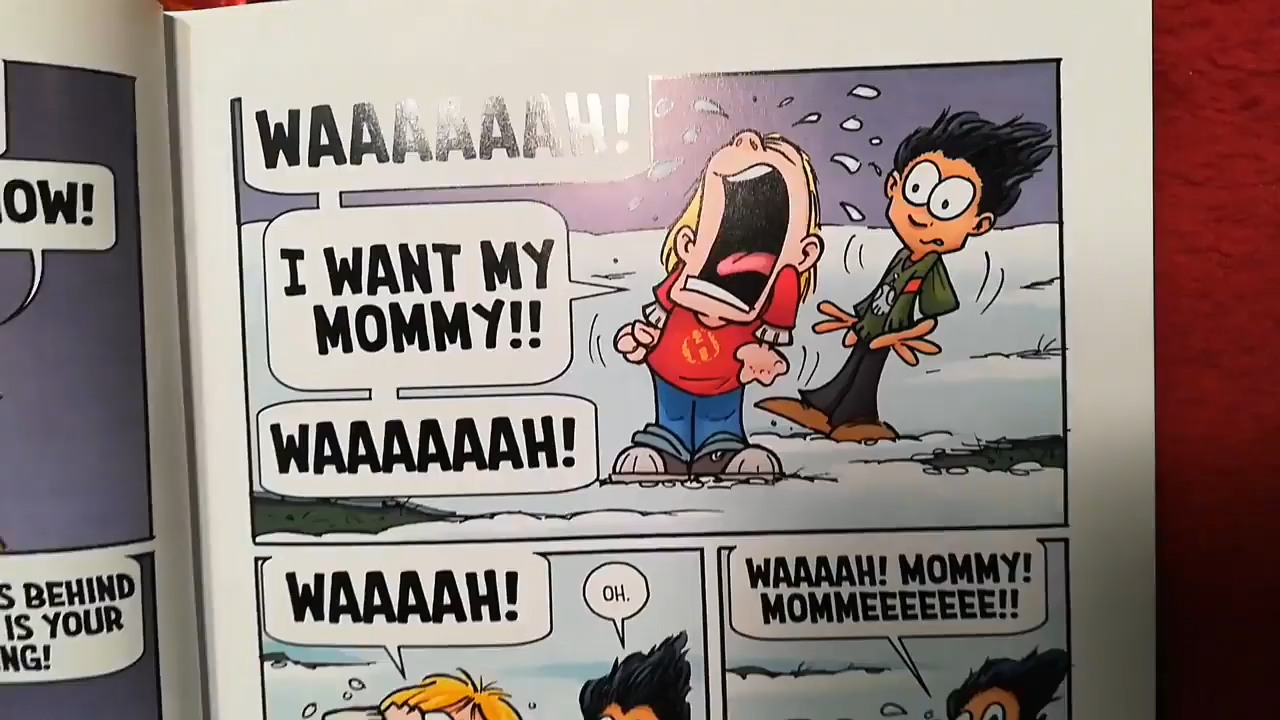 OW!
S BEHIND
IS YOUR
NG!
WAAAAAAH!
I WANT MY
MOMMY!!
WAAAAAAH!
WAAAAH!
OH.
WAAAAH! MOMMY!
MOMMEEEEEEE!!